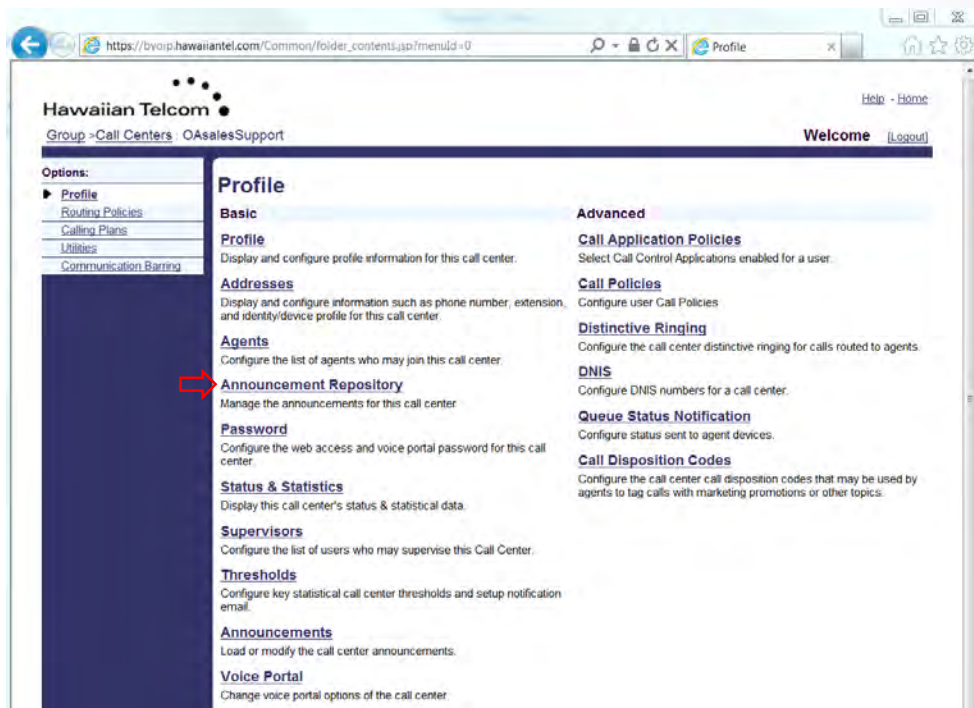 https://bvoip.hawaiiantel.com/Common/folder_contents.jsp?menuId=0
Profile
Hawaiian Telcom
Help - Home
Group >Call Centers : OAsalesSupport
Welcome [Logout]
Options:
Profile
Routing Policies
Calling Plans
Utilities
Communication Barring
Profile
Basic
Profile
Display and configure profile information for this call center.
Addresses
Display and configure information such as phone number, extension,
and identity/device profile for this call center.
Agents
Configure the list of agents who may join this call center.
Announcement Repository
Manage the announcements for this call center
Password
Configure the web access and voice portal password for this call
center.
Status & Statistics
Display this call center's status & statistical data.
Supervisors
Configure the list of users who may supervise this Call Center.
Thresholds
Configure key statistical call center thresholds and setup notification
email.
Announcements
Load or modify the call center announcements.
Voice Portal
Change voice portal options of the call center
Advanced
Call Application Policies
Select Call Control Applications enabled for a user.
Call Policies
Configure user Call Policies
Distinctive Ringing
Configure the call center distinctive ringing for calls routed to agents.
DNIS
Configure DNIS numbers for a call center.
Queue Status Notification
Configure status sent to agent devices.
Call Disposition Codes
Configure the call center call disposition codes that may be used by
agents to tag calls with marketing promotions or other topics.